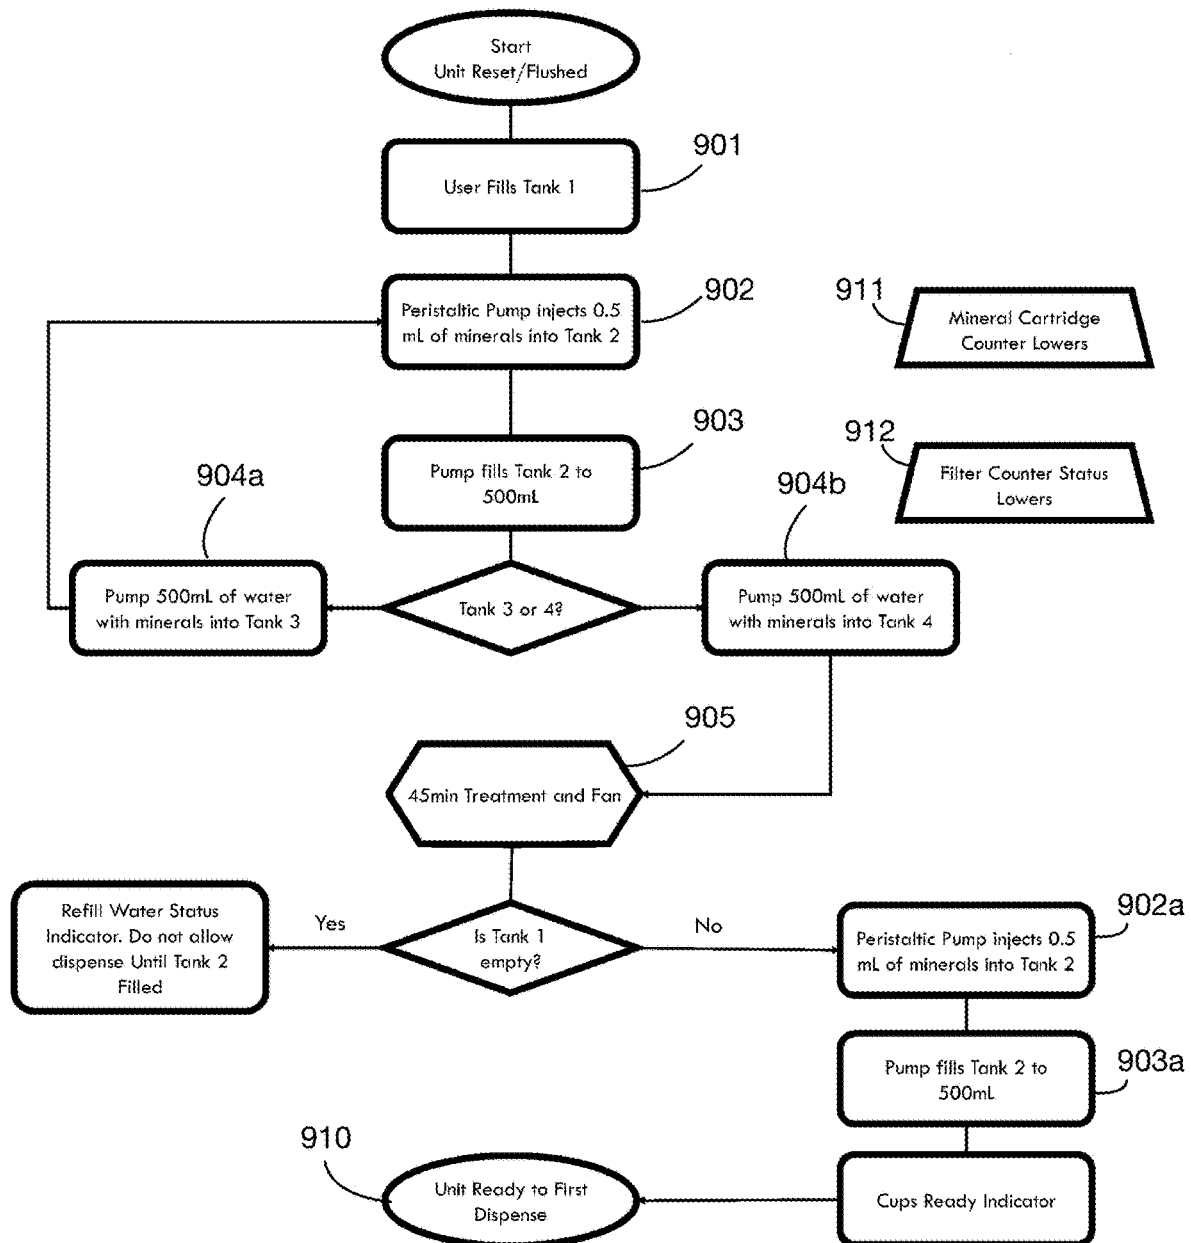 Start
Unit Reset/Flushed
901
User Fills Tank 1
902
Peristaltic Pump injects 0.5
mL of minerals into Tank 2
911
Mineral Cartridge
Counter Lowers
903
Pump fills Tank 2 to
500mL
912
Filter Counter Status
Lowers
904a
904b
Pump 500mL of water
with minerals into Tank 3
Tank 3 or 4?
Pump 500mL of water
with minerals into Tank 4
905
45min Treatment and Fan
Refill Water Status
Indicator. Do not allow
dispense Until Tank 2
Filled
Yes
Is Tank 1
empty?
No
902a
Peristaltic Pump injects 0.5
mL of minerals into Tank 2
903a
Pump fills Tank 2 to
500mL
910
Unit Ready to First
Dispense
Cups Ready Indicator